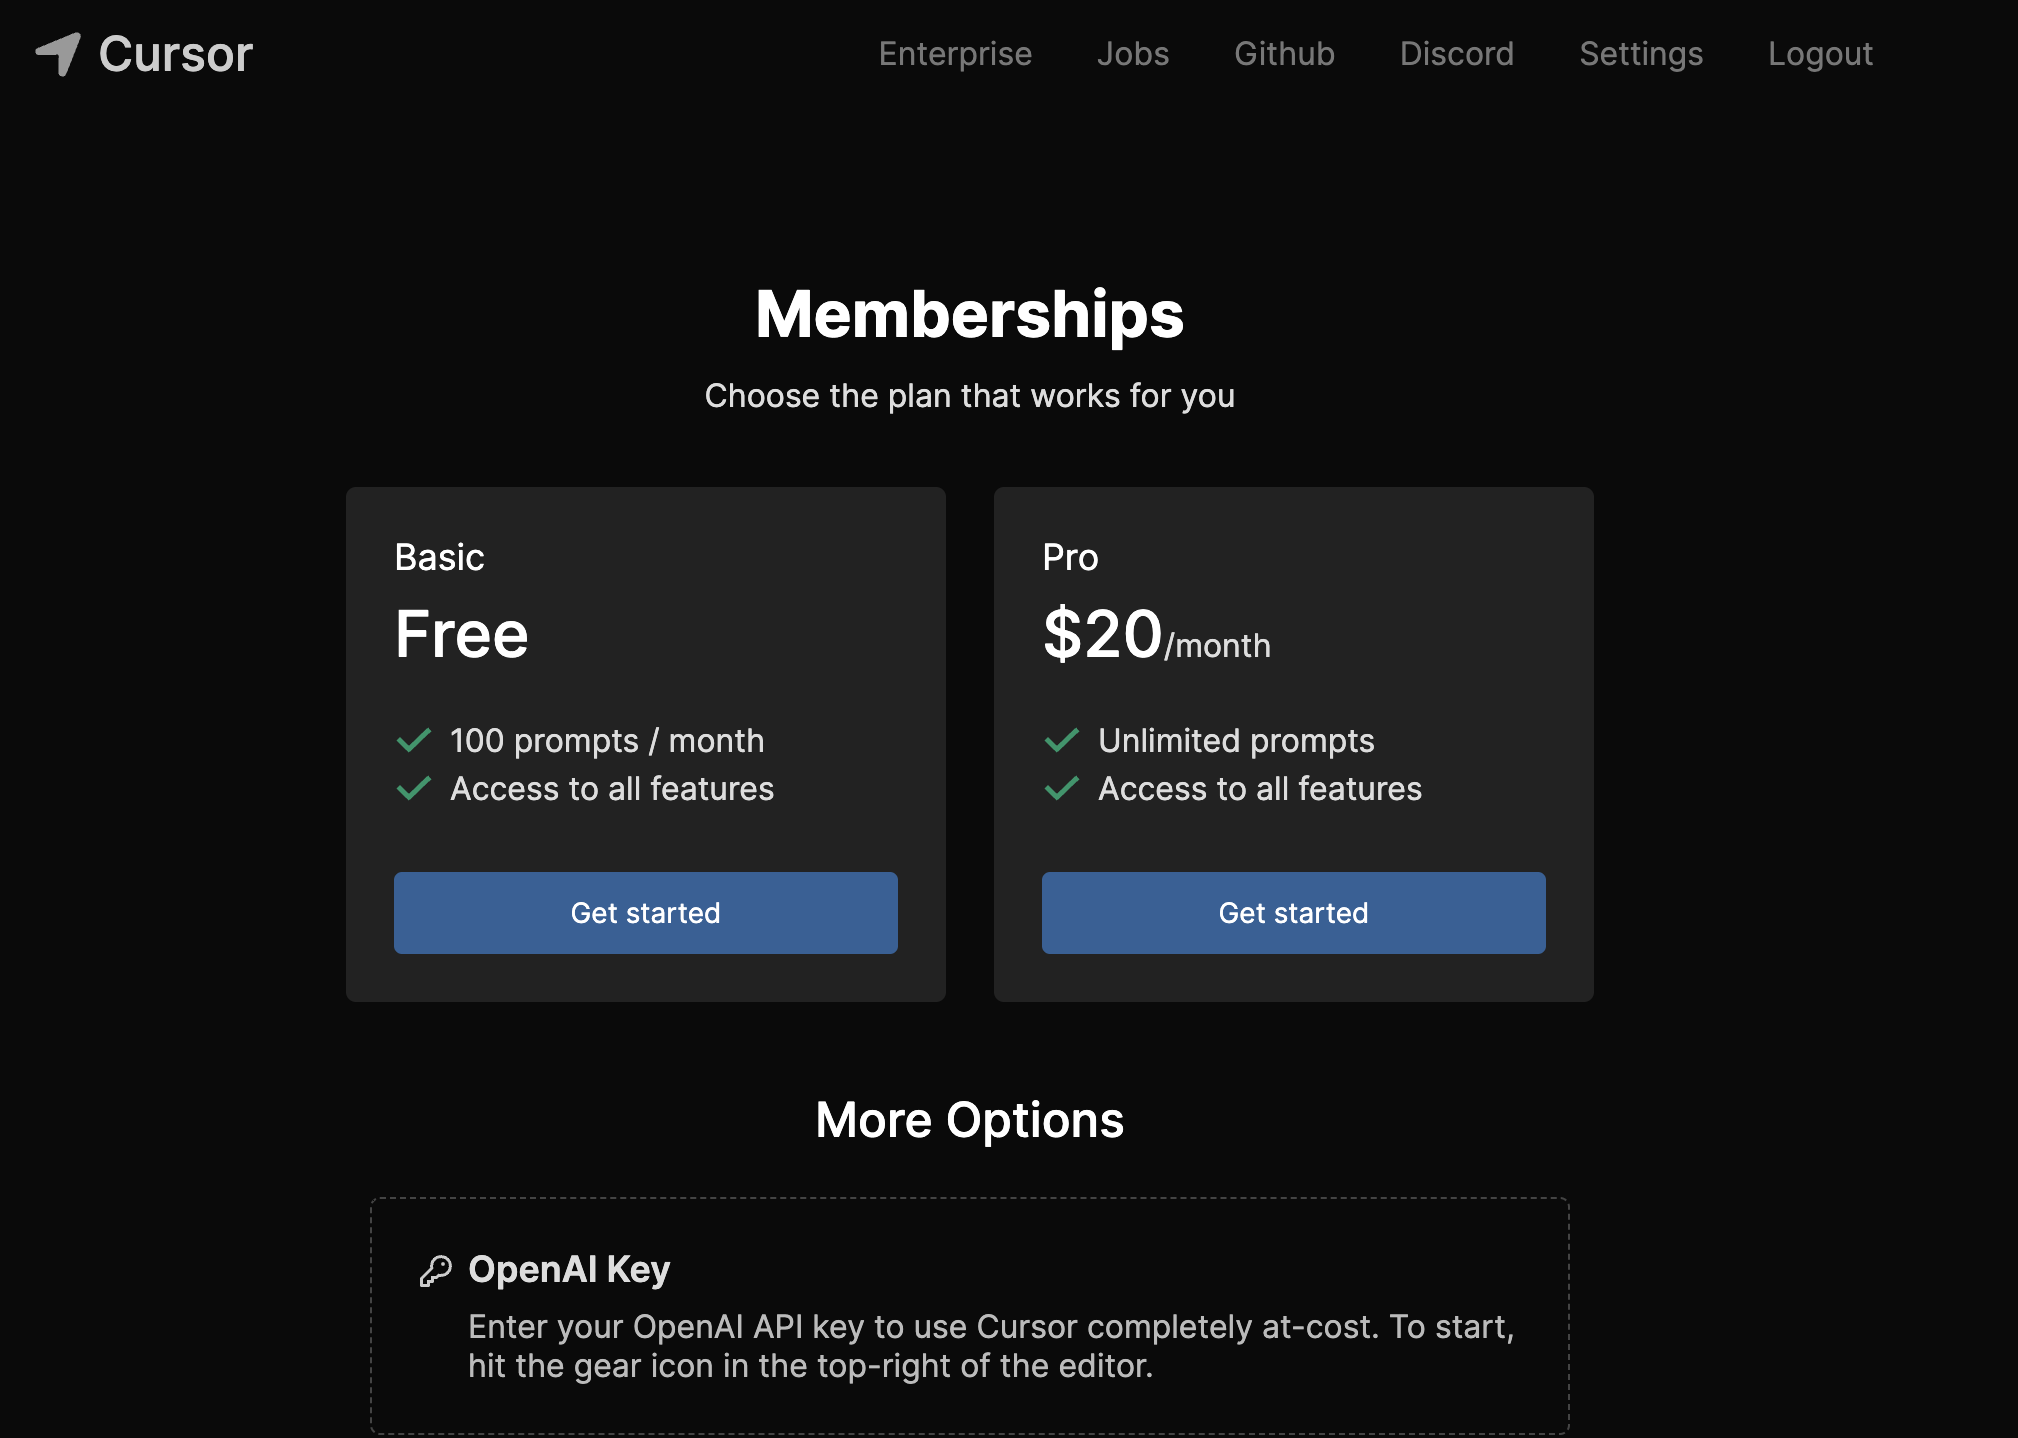 Cursor
Enterprise Jobs Github Discord Settings Logout
Memberships
Choose the plan that works for you
Basic
Free
100 prompts / month
Access to all features
Get started
Pro
$20/month
Unlimited prompts
Access to all features
Get started
More Options
OpenAI Key
Enter your OpenAI API key to use Cursor completely at-cost. To start,
hit the gear icon in the top-right of the editor.